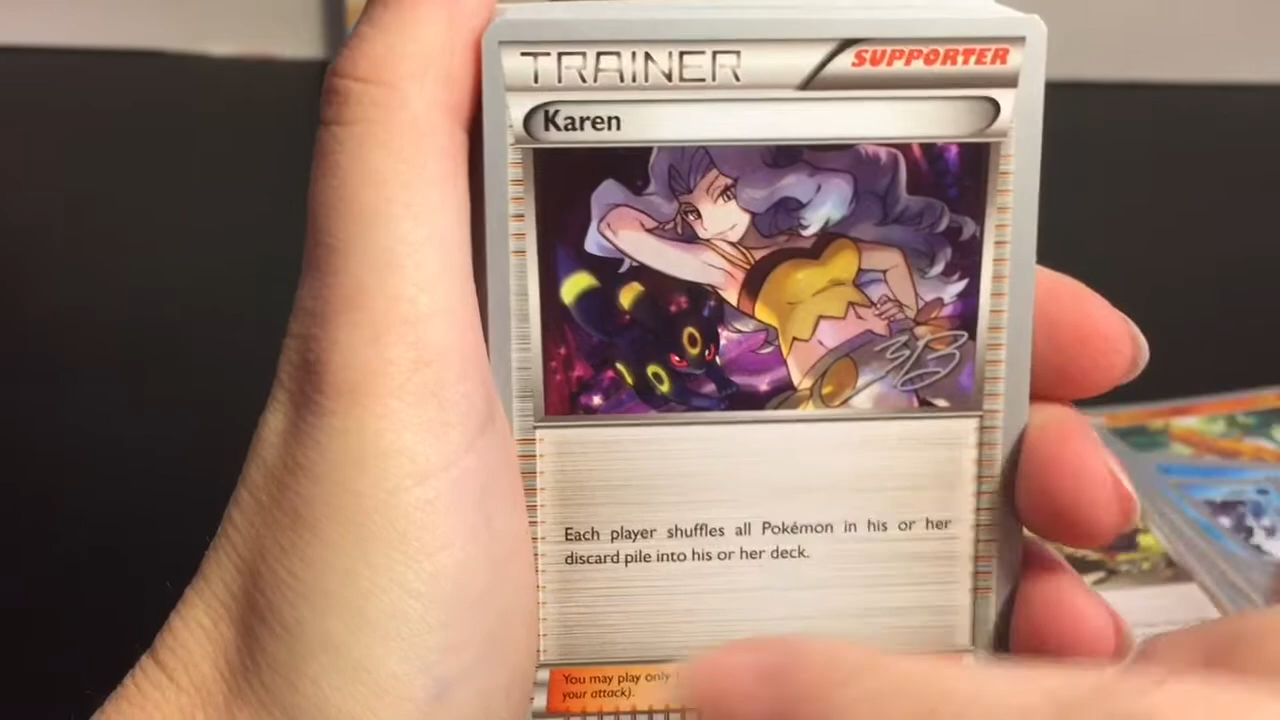 TRAINER
SUPPORTER
Karen
Each player shuffles all Pokémon in his or her
discard pile into his or her deck.
You may play only
your attack).